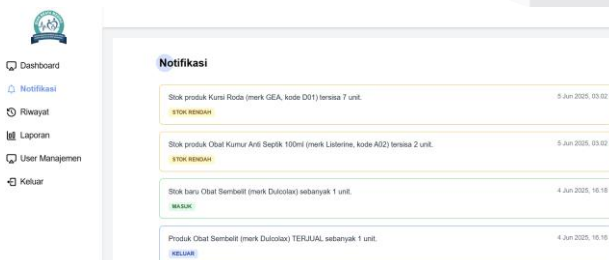 Dashboard
Notifikasi
Riwayat
Laporan
User Manajemen
Keluar
Notifikasi
Stok produk Kursi Roda (merk GEA, kode D01) tersisa 7 unit.
5 Jun 2025, 03.02
STOK RENDAH
Stok produk Obat Kumur Anti Septik 100ml (merk Listerine, kode A02) tersisa 2 unit.
5 Jun 2025, 03.02
STOK RENDAH
Stok baru Obat Sembelit (merk Dulcolax) sebanyak 1 unit.
4 Jun 2025, 16.16
MASUK
Produk Obat Sembelit (merk Dulcolax) TERJUAL sebanyak 1 unit.
4 Jun 2025, 16.16
KELUAR